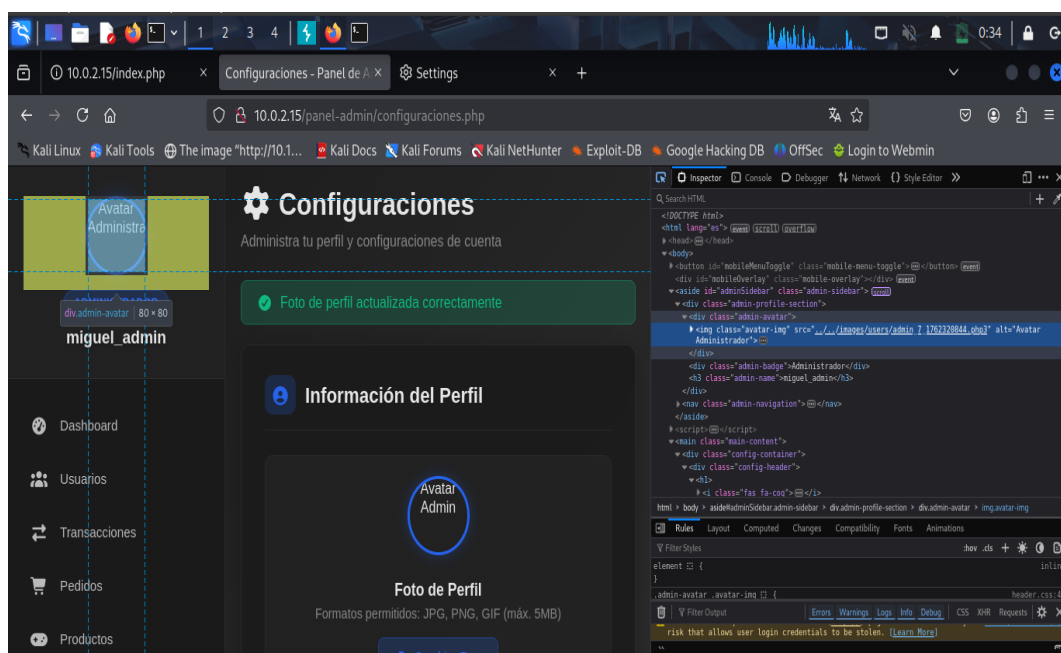 1 2 3 4
0:34
10.0.2.15/index.php
Configuraciones - Panel de A
Settings
10.0.2.15/panel-admin/configuraciones.php
Kali Linux Kali Tools The image "http://10.1... Kali Docs Kali Forums Kali NetHunter Exploit-DB Google Hacking DB OffSec Login to Webmin
Avatar
Administra
div.admin-avatar 80 × 80
miguel_admin
Dashboard
Usuarios
Transacciones
Pedidos
Productos
Configuraciones
Administra tu perfil y configuraciones de cuenta
Foto de perfil actualizada correctamente
Información del Perfil
Avatar
Admin
Foto de Perfil
Formatos permitidos: JPG, PNG, GIF (máx. 5MB)
Inspector Console Debugger Network Style Editor
Search HTML
<!DOCTYPE html>
<html lang="es"> event scroll overflow
<head></head>
<body>
<button id="mobileMenuToggle" class="mobile-menu-toggle"></button> event
<div id="mobileOverlay" class="mobile-overlay"></div> event
<aside id="adminSidebar" class="admin-sidebar"> scroll
<div class="admin-profile-section">
<div class="admin-avatar">
<img class="avatar-img" src="../../images/users/admin_7_1762320844.php3" alt="Avatar
Administrador">
</div>
<div class="admin-badge">Administrador</div>
<h3 class="admin-name">miguel_admin</h3>
</div>
<nav class="admin-navigation"></nav>
</aside>
<script></script>
<main class="main-content">
<div class="config-container">
<div class="config-header">
<h1>
<i class="fas fa-cog"></i>
html > body > aside#adminSidebar.admin-sidebar > div.admin-profile-section > div.admin-avatar > img.avatar-img
Rules Layout Computed Changes Compatibility Fonts Animations
Filter Styles :hov .cls
element { inlin
}
.admin-avatar .avatar-img { header.css:4
Filter Output Errors Warnings Logs Info Debug CSS XHR Requests
risk that allows user login credentials to be stolen. [Learn More]